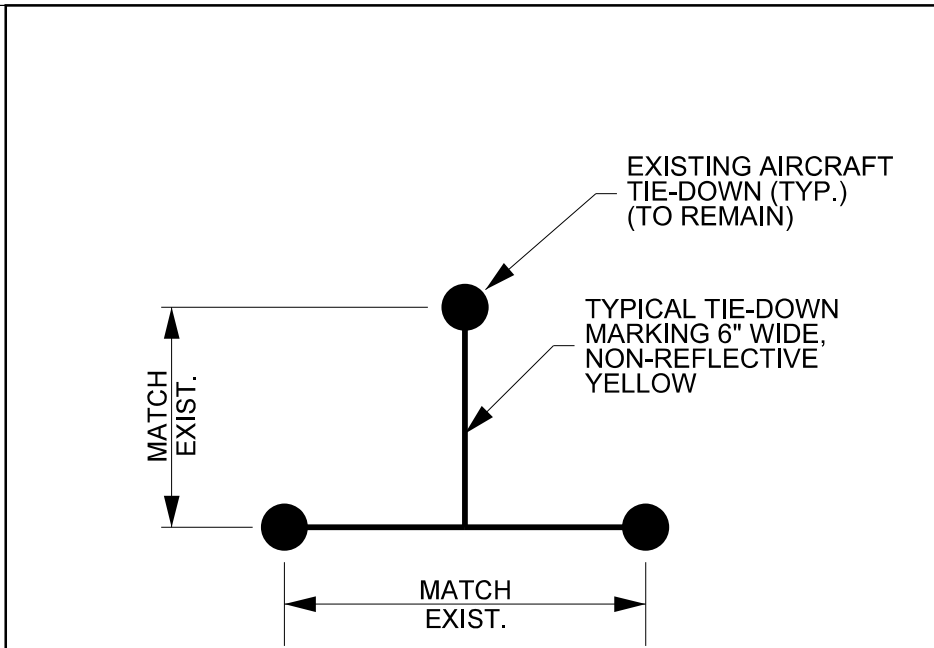 EXISTING AIRCRAFT
TIE-DOWN (TYP.)
(TO REMAIN)
TYPICAL TIE-DOWN
MARKING 6" WIDE,
NON-REFLECTIVE
YELLOW
MATCH
EXIST.
MATCH
EXIST.